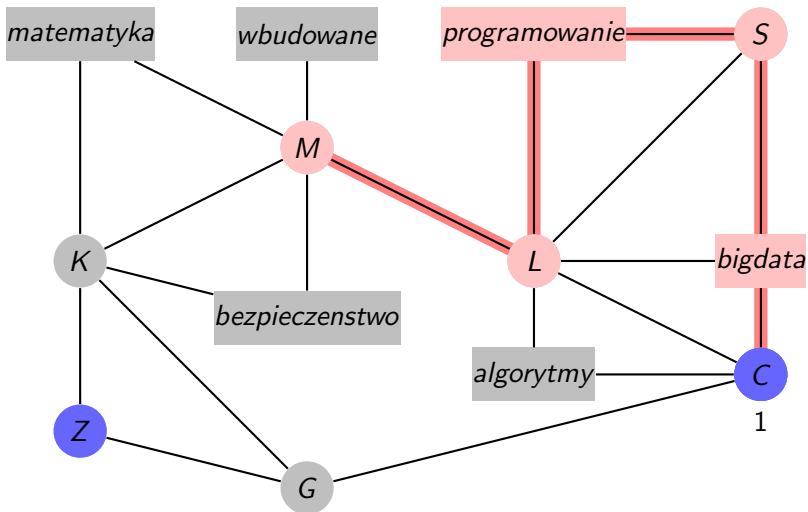 matematyka
wbudowane
programowanie
S
M
K
L
bigdata
bezpieczenstwo
algorytmy
C
1
Z
G